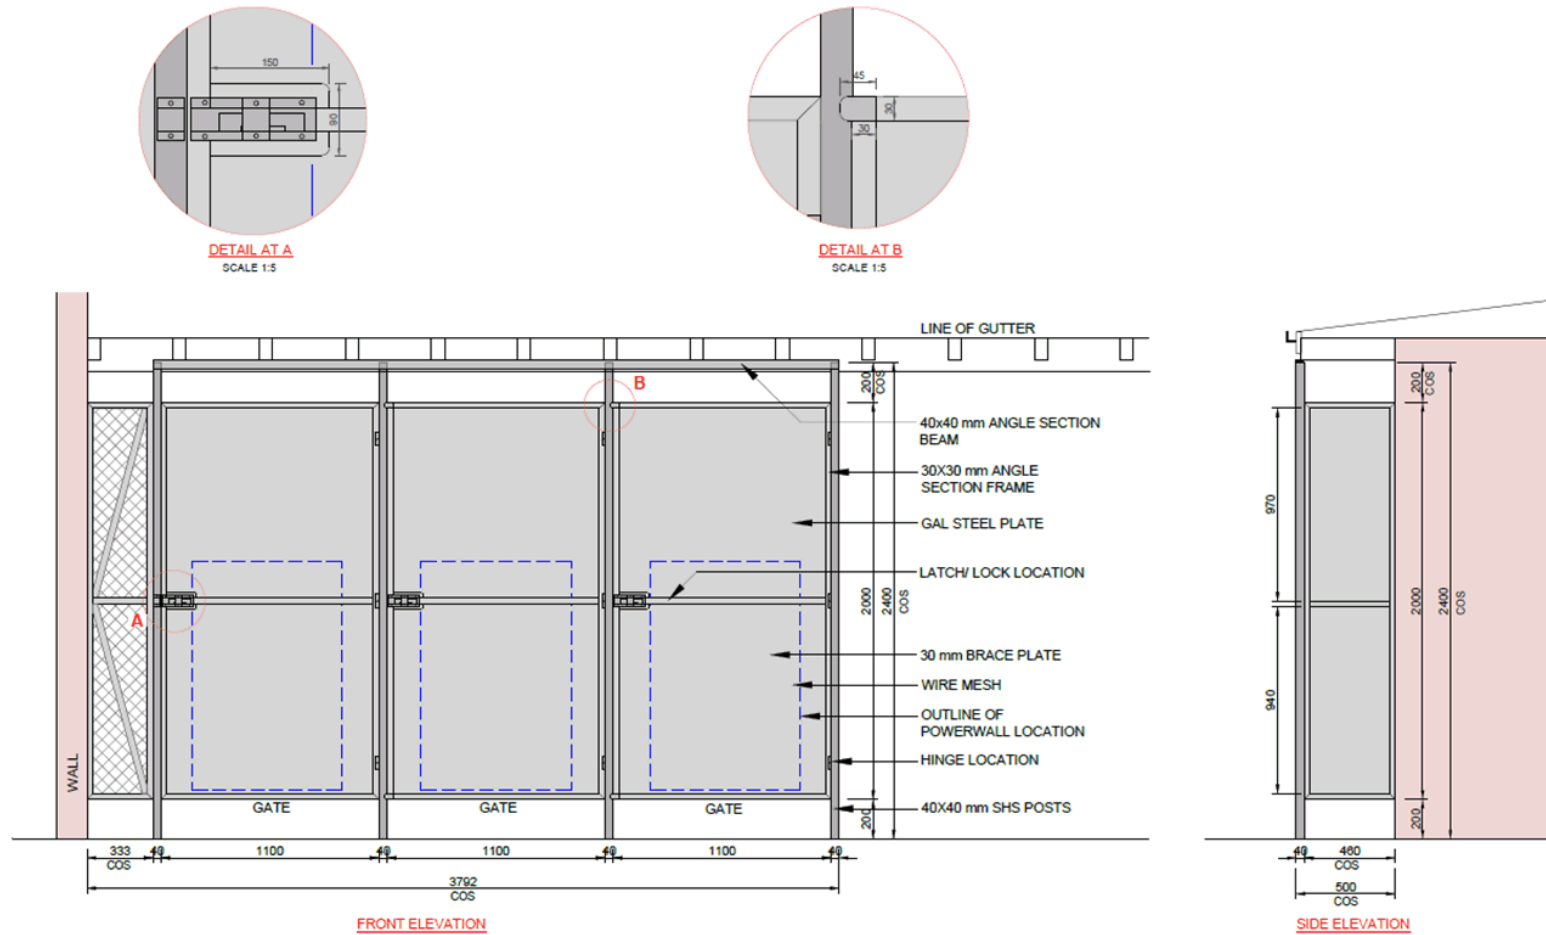 150
90
DETAIL AT A
SCALE 1:5
45
30
30
DETAIL AT B
SCALE 1:5
LINE OF GUTTER
B
200
COS
40x40 mm ANGLE SECTION
BEAM
30X30 mm ANGLE
SECTION FRAME
GAL STEEL PLATE
LATCH/ LOCK LOCATION
A
2000
2400
COS
30 mm BRACE PLATE
WIRE MESH
OUTLINE OF
POWERWALL LOCATION
HINGE LOCATION
WALL
GATE
GATE
GATE
40X40 mm SHS POSTS
200
333
COS
40
1100
40
1100
40
1100
40
3792
COS
FRONT ELEVATION
200
COS
970
2000
2400
COS
940
200
40
460
COS
500
COS
SIDE ELEVATION